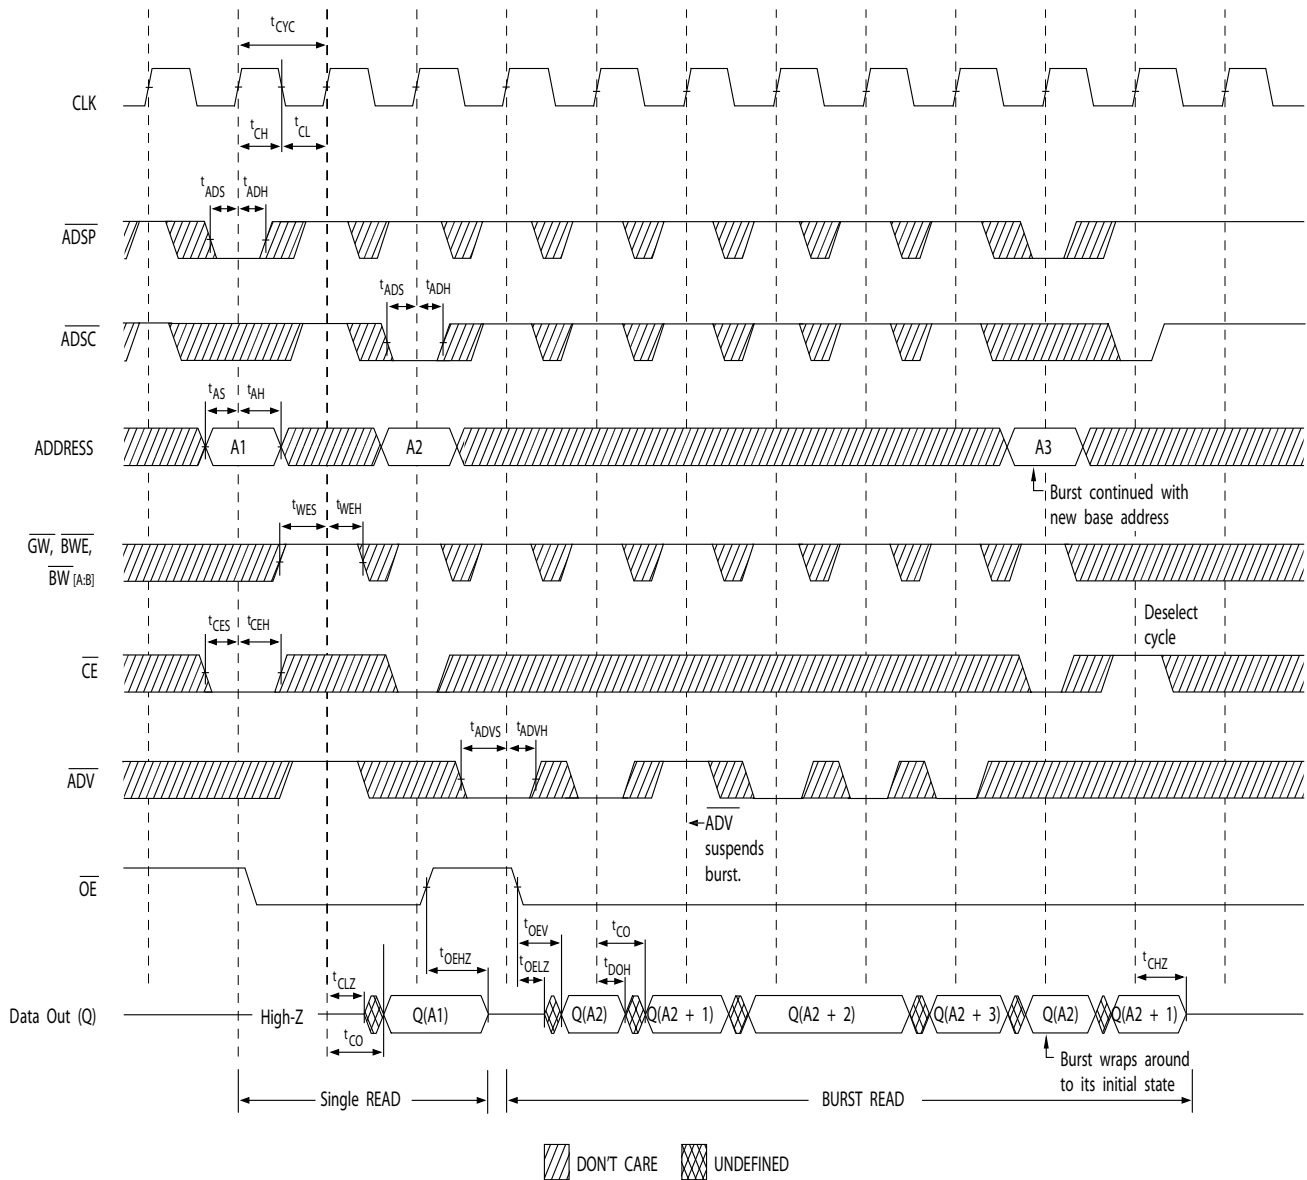 tCYC
CLK
tCH
tCL
tADS
tADH
ADSP
tADS
tADH
ADSC
tAS
tAH
ADDRESS
A1
A2
A3
Burst continued with
new base address
tWES
tWEH
GW, BWE,
BW [A:B]
Deselect
cycle
tCES
tCEH
CE
tADVS
tADVH
ADV
ADV
suspends
burst.
OE
tOEV
tCO
tOEHZ
tOELZ
tDOH
tCHZ
tCLZ
Data Out (Q)
High-Z
Q(A1)
Q(A2)
Q(A2 + 1)
Q(A2 + 2)
Q(A2 + 3)
Q(A2)
Q(A2 + 1)
tCO
Burst wraps around
to its initial state
Single READ
BURST READ
DON'T CARE
UNDEFINED